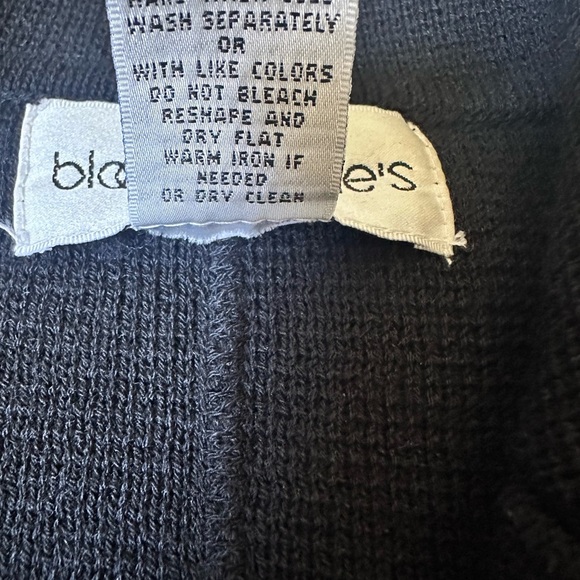 WASH SEPARATELY
OR
WITH LIKE COLORS
DO NOT BLEACH
RESHAPE AND
DRY FLAT
WARM IRON IF
NEEDED
OR DRY CLEAN